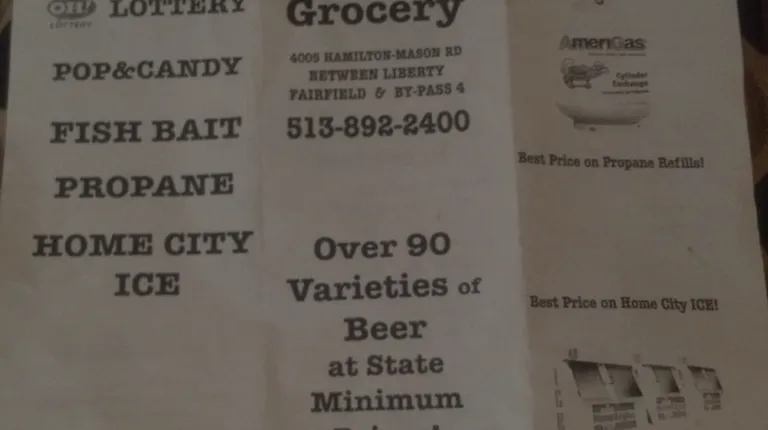 LOTTERY
POP&CANDY
FISH BAIT
PROPANE
HOME CITY
ICE
Grocery
4005 HAMILTON-MASON RD
BETWEEN LIBERTY
FAIRFIELD & BY-PASS 4
513-892-2400
Over 90
Varieties of
Beer
at State
Minimum
AmeriGas
Cylinder
Exchange
Best Price on Propane Refills!
Best Price on Home City ICE!